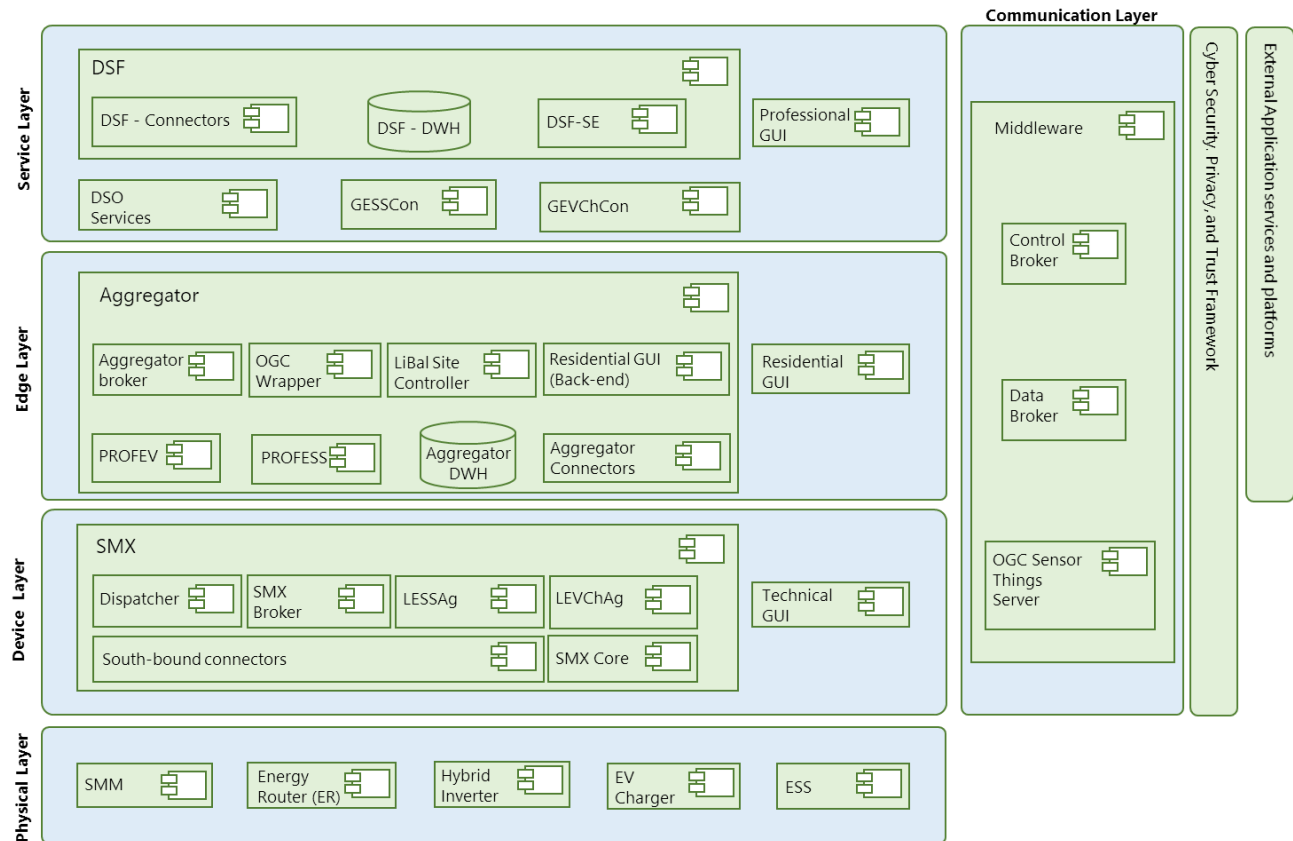 Communication Layer
Service Layer
DSF
DSF - Connectors
DSF - DWH
DSF-SE
Professional
GUI
DSO
Services
GESSCon
GEVChCon
Edge Layer
Aggregator
Aggregator
broker
OGC
Wrapper
LiBal Site
Controller
Residential GUI
(Back-end)
Residential
GUI
PROFEV
PROFESS
Aggregator
DWH
Aggregator
Connectors
Device Layer
SMX
Dispatcher
SMX
Broker
LESSAg
LEVChAg
Technical
GUI
South-bound connectors
SMX Core
Physical Layer
SMM
Energy
Router (ER)
Hybrid
Inverter
EV
Charger
ESS
Middleware
Control
Broker
Data
Broker
OGC Sensor
Things
Server
Cyber Security. Privacy,and Trust Framework
External Application services and platforms